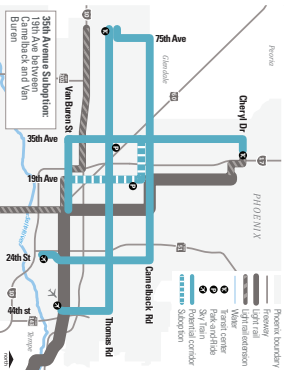 Peoria
75th Ave
Glendale
Cheryl Dr
PHOENIX
35th Avenue Suboption:
19th Ave between
Camelback and Van
Buren
Van Buren St
35th Ave
19th Ave
24th St
44th st
Camelback Rd
Thomas Rd
Tempe
Phoenix boundary
Freeway
Light rail
Light rail extension
Water
Transit center
Park-and-Ride
Sky Train
Potential corridor
Suboption
north